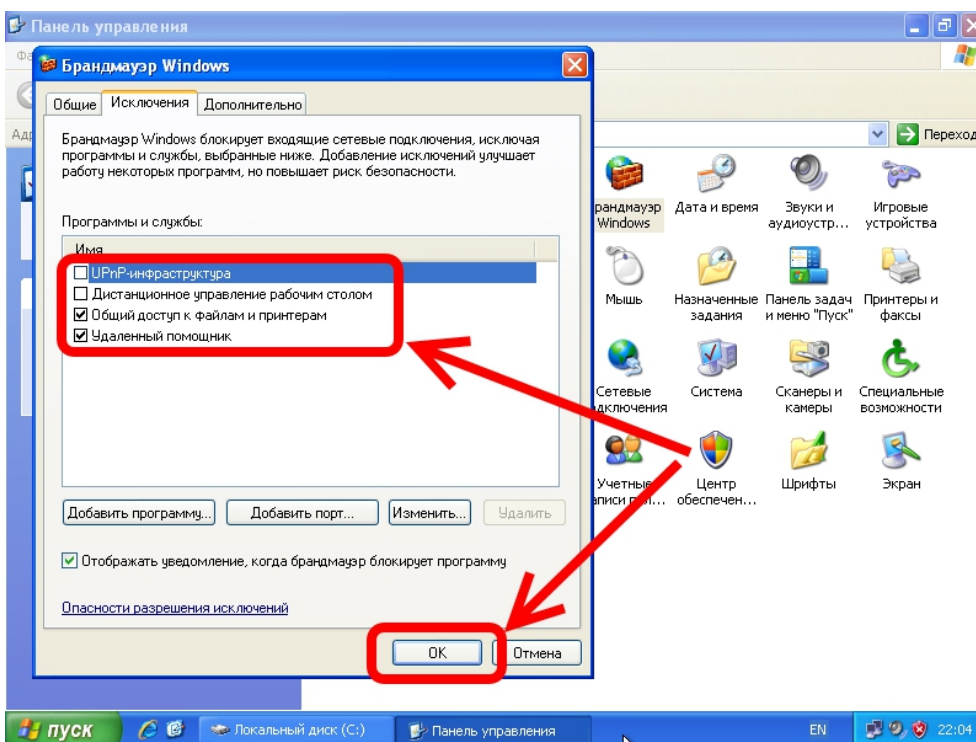 Панель управления
Брандмауэр Windows
Общие
Исключения
Дополнительно
Брандмауэр Windows блокирует входящие сетевые подключения, исключая
программы и службы, выбранные ниже. Добавление исключений улучшает
работу некоторых программ, но повышает риск безопасности.
Программы и службы:
Имя
UPnP-инфраструктура
Дистанционное управление рабочим столом
Общий доступ к файлам и принтерам
Удаленный помощник
Добавить программу...
Добавить порт...
Изменить...
Удалить
Отображать уведомление, когда брандмауэр блокирует программу
Опасности разрешения исключений
OK
Отмена
Переход
рандмауэр
Windows
Дата и время
Звуки и
аудиоустр...
Игровые
устройства
Мышь
Назначенные
задания
Панель задач
и меню "Пуск"
Принтеры и
факсы
Сетевые
дключения
Система
Сканеры и
камеры
Специальные
возможности
Учетные
Центр
обеспечен...
Шрифты
Экран
пуск
Локальный диск (C:)
Панель управления
EN
22:04